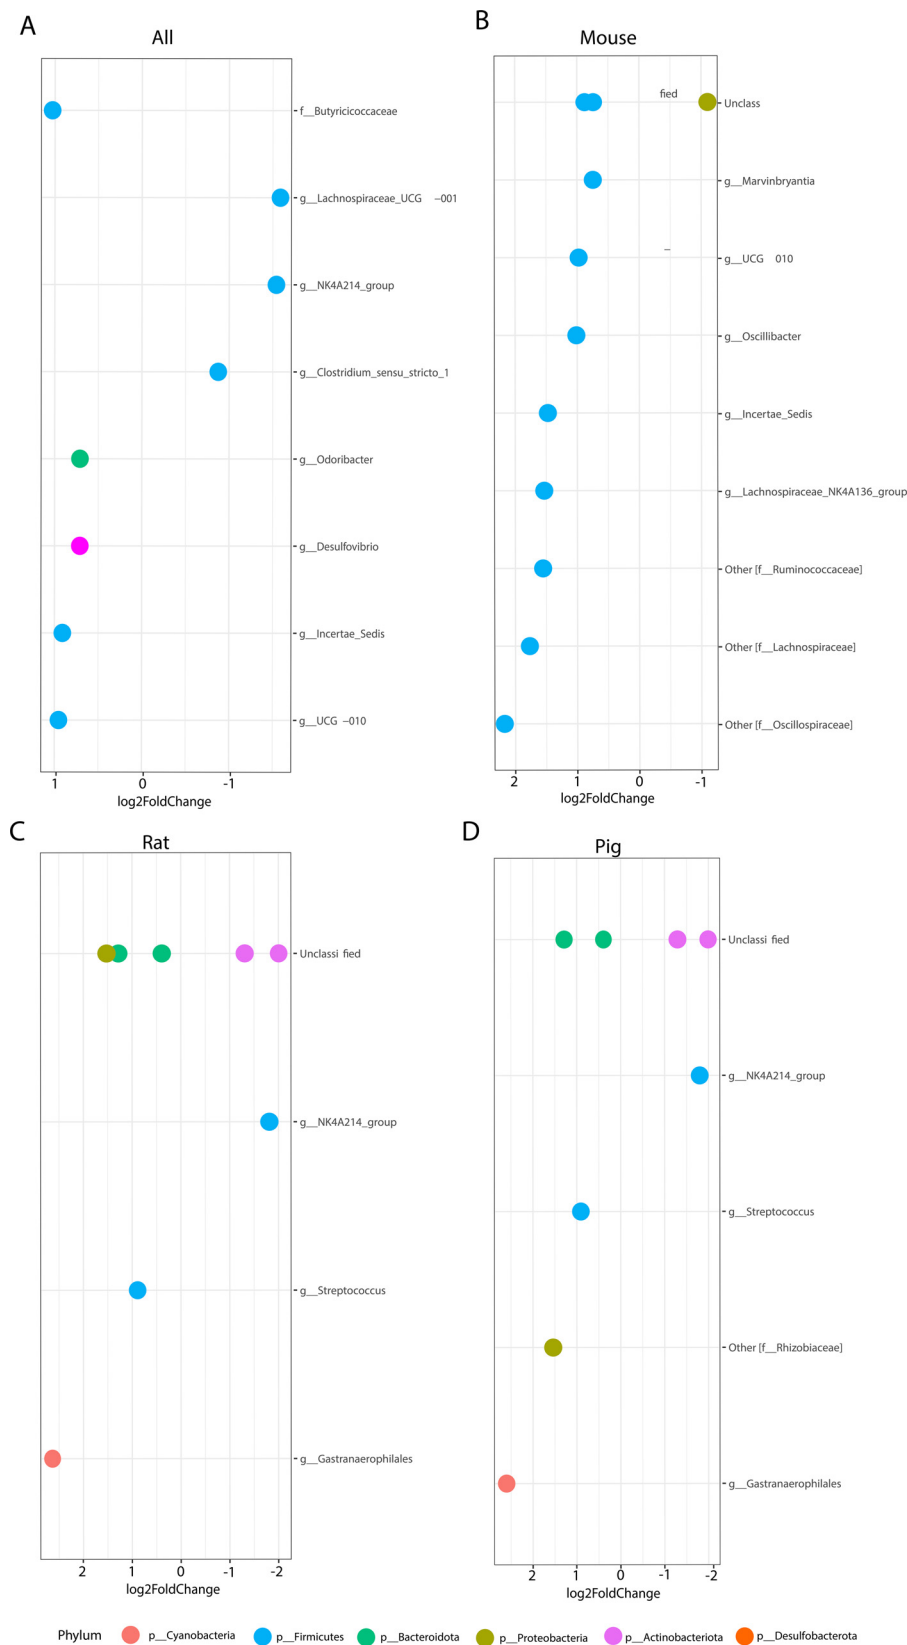 A
All
f__Butyricicoccaceae
g__Lachnospiraceae_UCG −001
g__NK4A214_group
g__Clostridium_sensu_stricto_1
g__Odoribacter
g__Desulfovibrio
g__Incertae_Sedis
g__UCG −010
1 0 -1
log2FoldChange
B
Mouse
fied
Unclass
g__Marvinbryantia
−
g__UCG 010
g__Oscillibacter
g__Incertae_Sedis
g__Lachnospiraceae_NK4A136_group
Other [f__Ruminococcaceae]
Other [f__Lachnospiraceae]
Other [f__Oscillospiraceae]
2 1 0 -1
log2FoldChange
C
Rat
Unclassi fied
g__NK4A214_group
g__Streptococcus
g__Gastranaerophilales
2 1 0 -1 -2
log2FoldChange
D
Pig
Unclassi fied
g__NK4A214_group
g__Streptococcus
Other [f__Rhizobiaceae]
g__Gastranaerophilales
2 1 0 -1 -2
log2FoldChange
Phylum p__Cyanobacteria p__Firmicutes p__Bacteroidota p__Proteobacteria p__Actinobacteriota p__Desulfobacterota